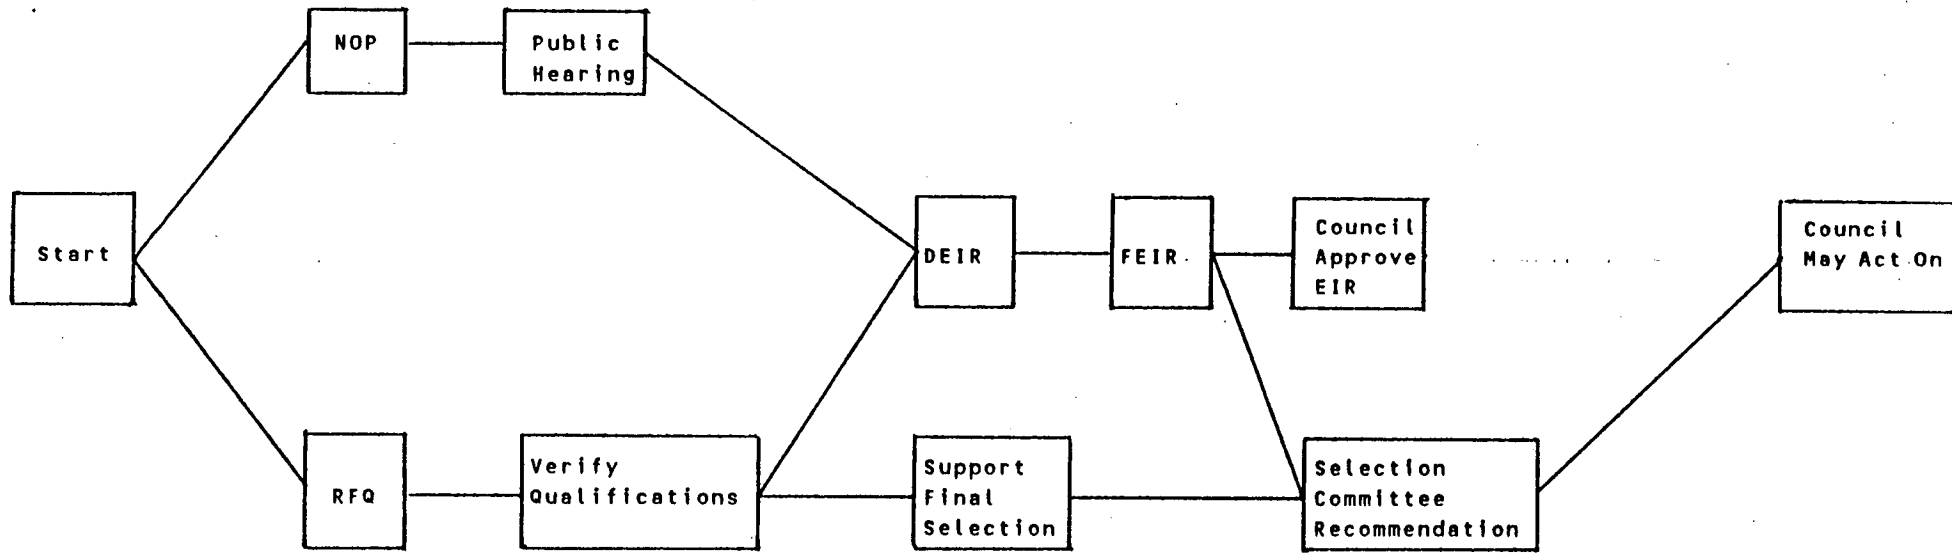 NOP
Public
Hearing
Start
DEIR
FEIR
Council
Approve
EIR
Council
May Act On
RFQ
Verify
Qualifications
Support
Final
Selection
Selection
Committee
Recommendation